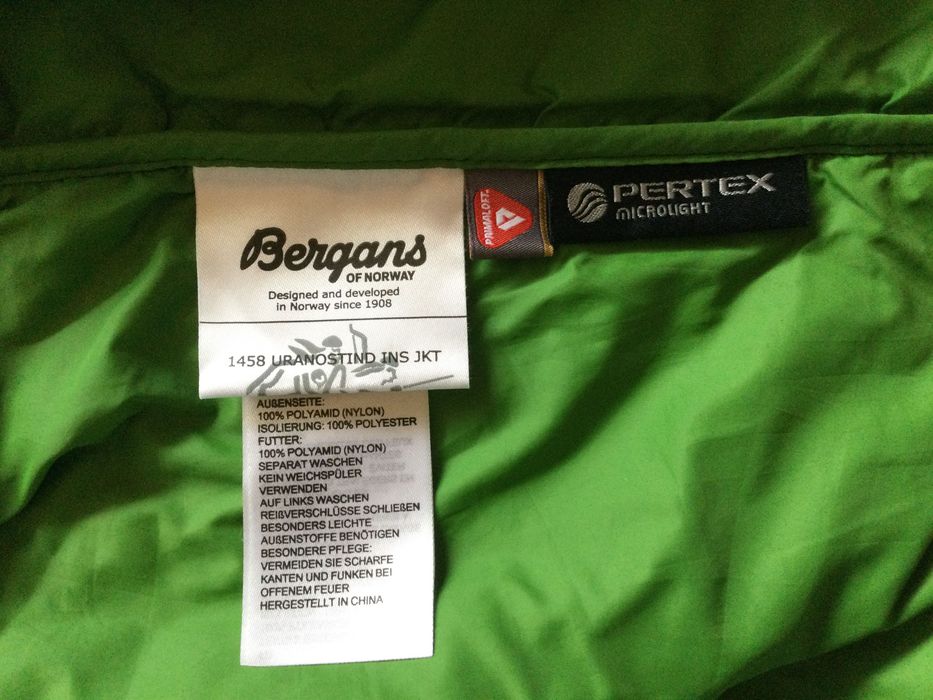 Bergans
OF NORWAY
Designed and developed
in Norway since 1908
1458 URANOSTIND INS JKT
PRIMALOFT
PERTEX
MICROLIGHT
AUßENSEITE:
100% POLYAMID (NYLON)
ISOLIERUNG: 100% POLYESTER
FUTTER:
100% POLYAMID (NYLON)
SEPARAT WASCHEN
KEIN WEICHSPÜLER
VERWENDEN
AUF LINKS WASCHEN
REIßVERSCHLÜSSE SCHLIEßEN
BESONDERS LEICHTE
AUßENSTOFFE BENÖTIGEN
BESONDERE PFLEGE:
VERMEIDEN SIE SCHARFE
KANTEN UND FUNKEN BEI
OFFENEM FEUER
HERGESTELLT IN CHINA